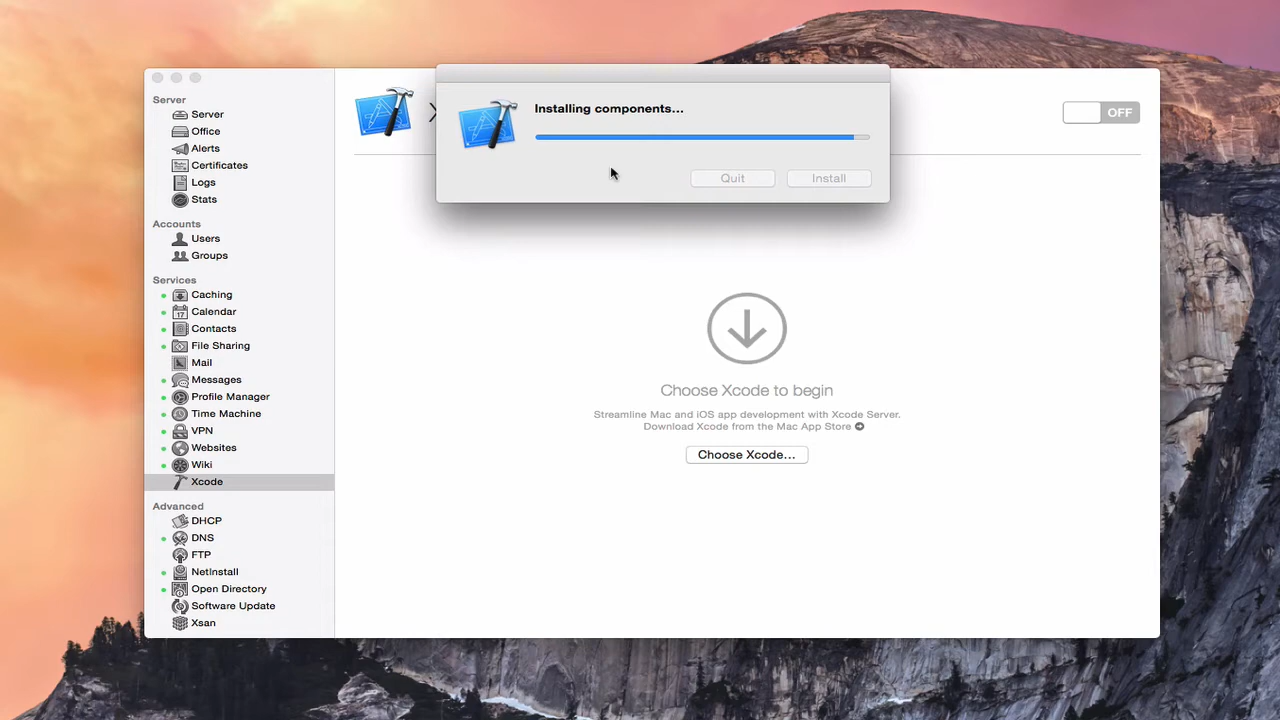 Server
Server
Office
Alerts
Certificates
Logs
Stats
Accounts
Users
Groups
Services
Caching
Calendar
Contacts
File Sharing
Mail
Messages
Profile Manager
Time Machine
VPN
Websites
Wiki
Xcode
Advanced
DHCP
DNS
FTP
NetInstall
Open Directory
Software Update
Xsan
Installing components...
Quit
Install
OFF
Choose Xcode to begin
Streamline Mac and iOS app development with Xcode Server.
Download Xcode from the Mac App Store
Choose Xcode...